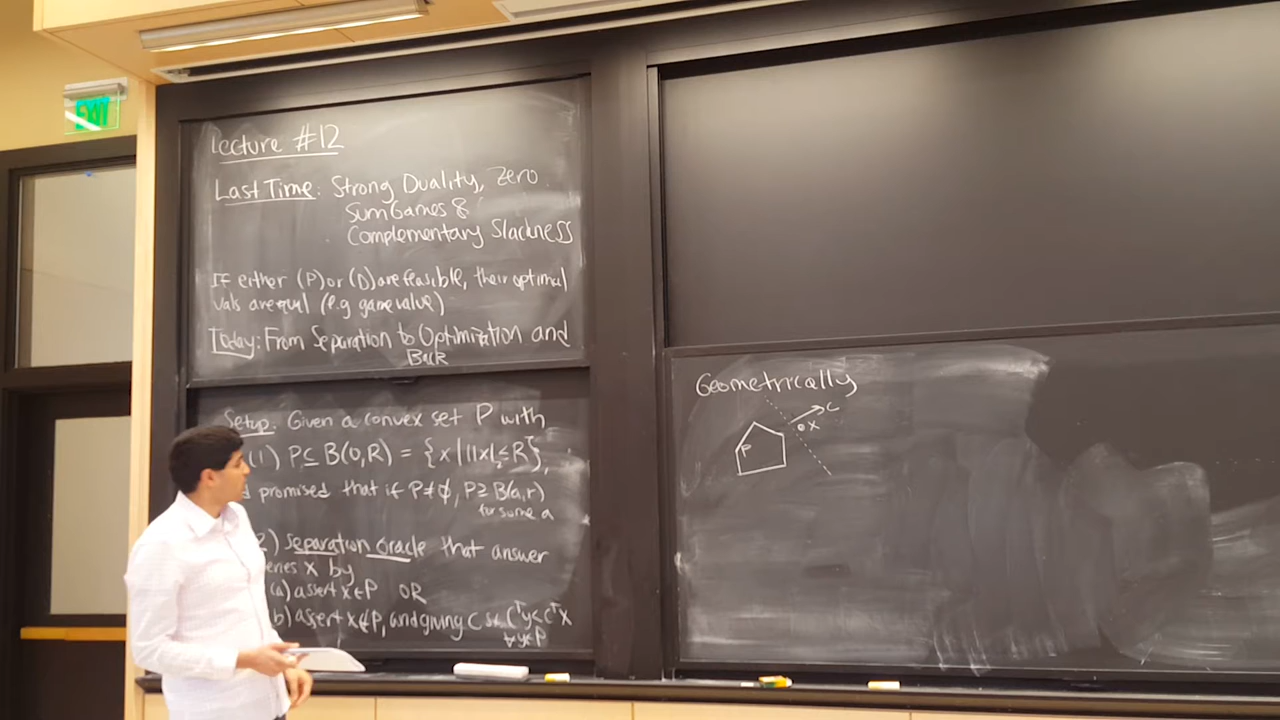 EXIT
Lecture #12
Last Time: Strong Duality, Zero
Sum Games &
Complementary Slackness
If either (P) or (D) are feasible, their optimal
vals are equal (e.g game value)
Today: From Separation to Optimization and
Back
Setup: Given a convex set P with
(1) P⊆B(0,R) = {x | ||x||₂≤R},
promised that if P≠∅, P⊇B(a,r)
for some a
2) Separation Oracle that answer
x by
(a) assert x∈P OR
b) assert x∉P, and giving C s.t. Cᵀy<Cᵀx
∀y∈P
Geometrically
C
x
P